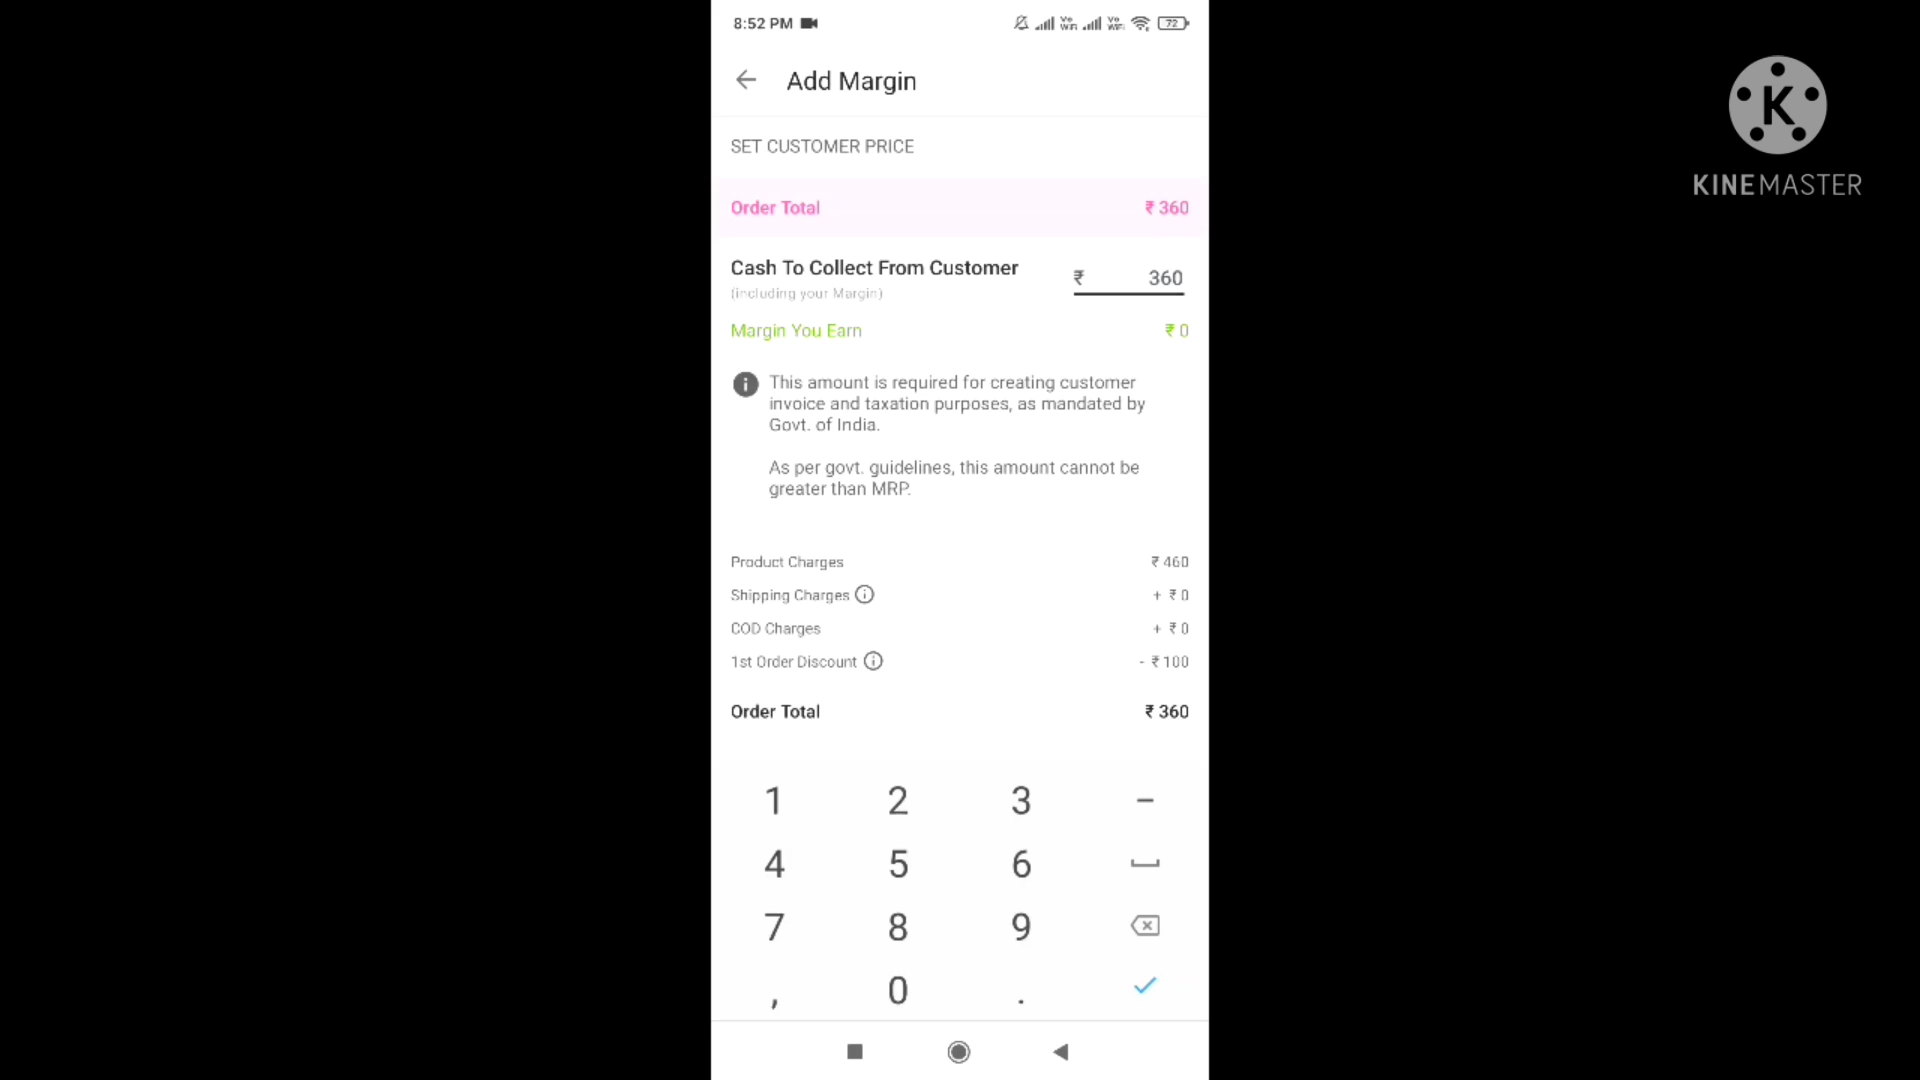 8:52 PM
72
Add Margin
K
KINEMASTER
SET CUSTOMER PRICE
Order Total ₹ 360
Cash To Collect From Customer ₹ 360
(including your Margin)
Margin You Earn ₹ 0
This amount is required for creating customer
invoice and taxation purposes, as mandated by
Govt. of India.
As per govt. guidelines, this amount cannot be
greater than MRP.
Product Charges ₹ 460
Shipping Charges + ₹ 0
COD Charges + ₹ 0
1st Order Discount - ₹ 100
Order Total ₹ 360
1 2 3 -
4 5 6
7 8 9
, 0 .